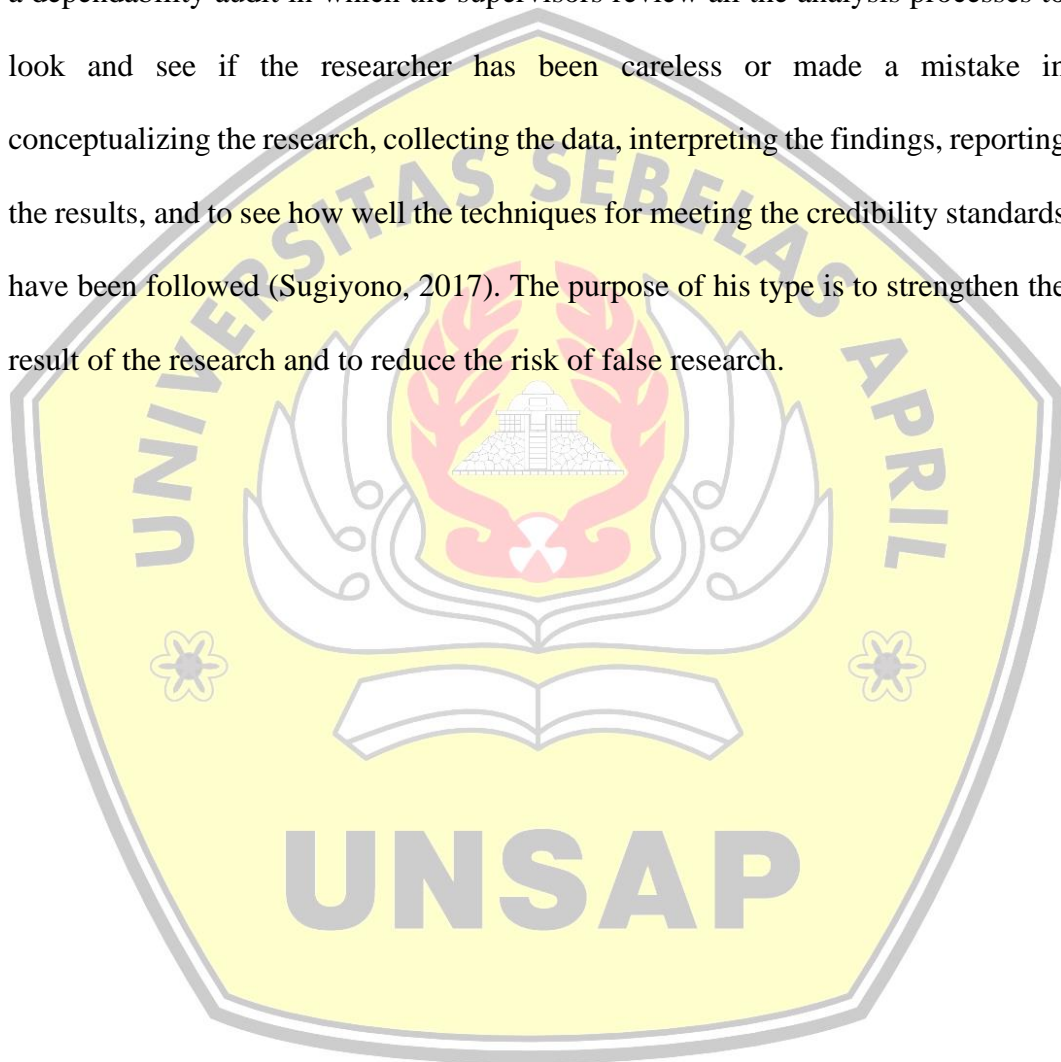 a dependability audit in which the supervisors review all the analysis processes to
look and see if the researcher has been careless or made a mistake in
conceptualizing the research, collecting the data, interpreting the findings, reporting
the results, and to see how well the techniques for meeting the credibility standards
have been followed (Sugiyono, 2017). The purpose of his type is to strengthen the
result of the research and to reduce the risk of false research.
UNIVERSITAS SEBELAS APRIL
UNSAP